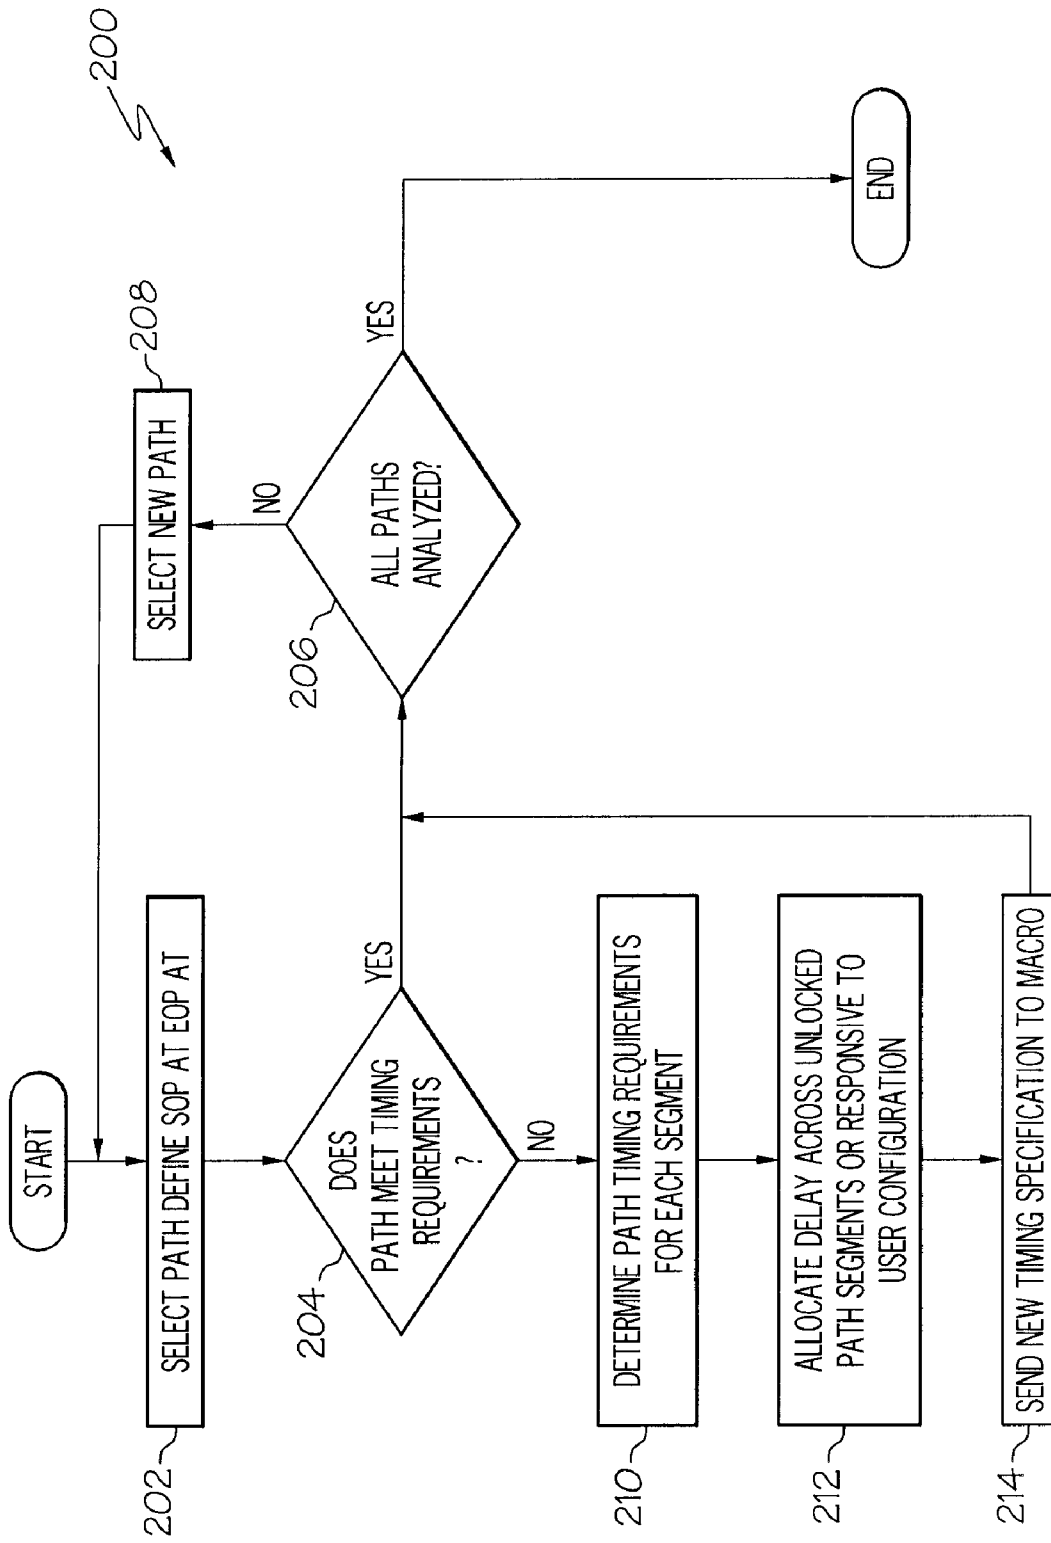 200
START
202
SELECT PATH DEFINE SOP AT EOP AT
204
DOES
PATH MEET TIMING
REQUIREMENTS
?
YES
NO
206
ALL PATHS
ANALYZED?
NO
YES
208
SELECT NEW PATH
END
210
DETERMINE PATH TIMING REQUIREMENTS
FOR EACH SEGMENT
212
ALLOCATE DELAY ACROSS UNLOCKED
PATH SEGMENTS OR RESPONSIVE TO
USER CONFIGURATION
214
SEND NEW TIMING SPECIFICATION TO MACRO